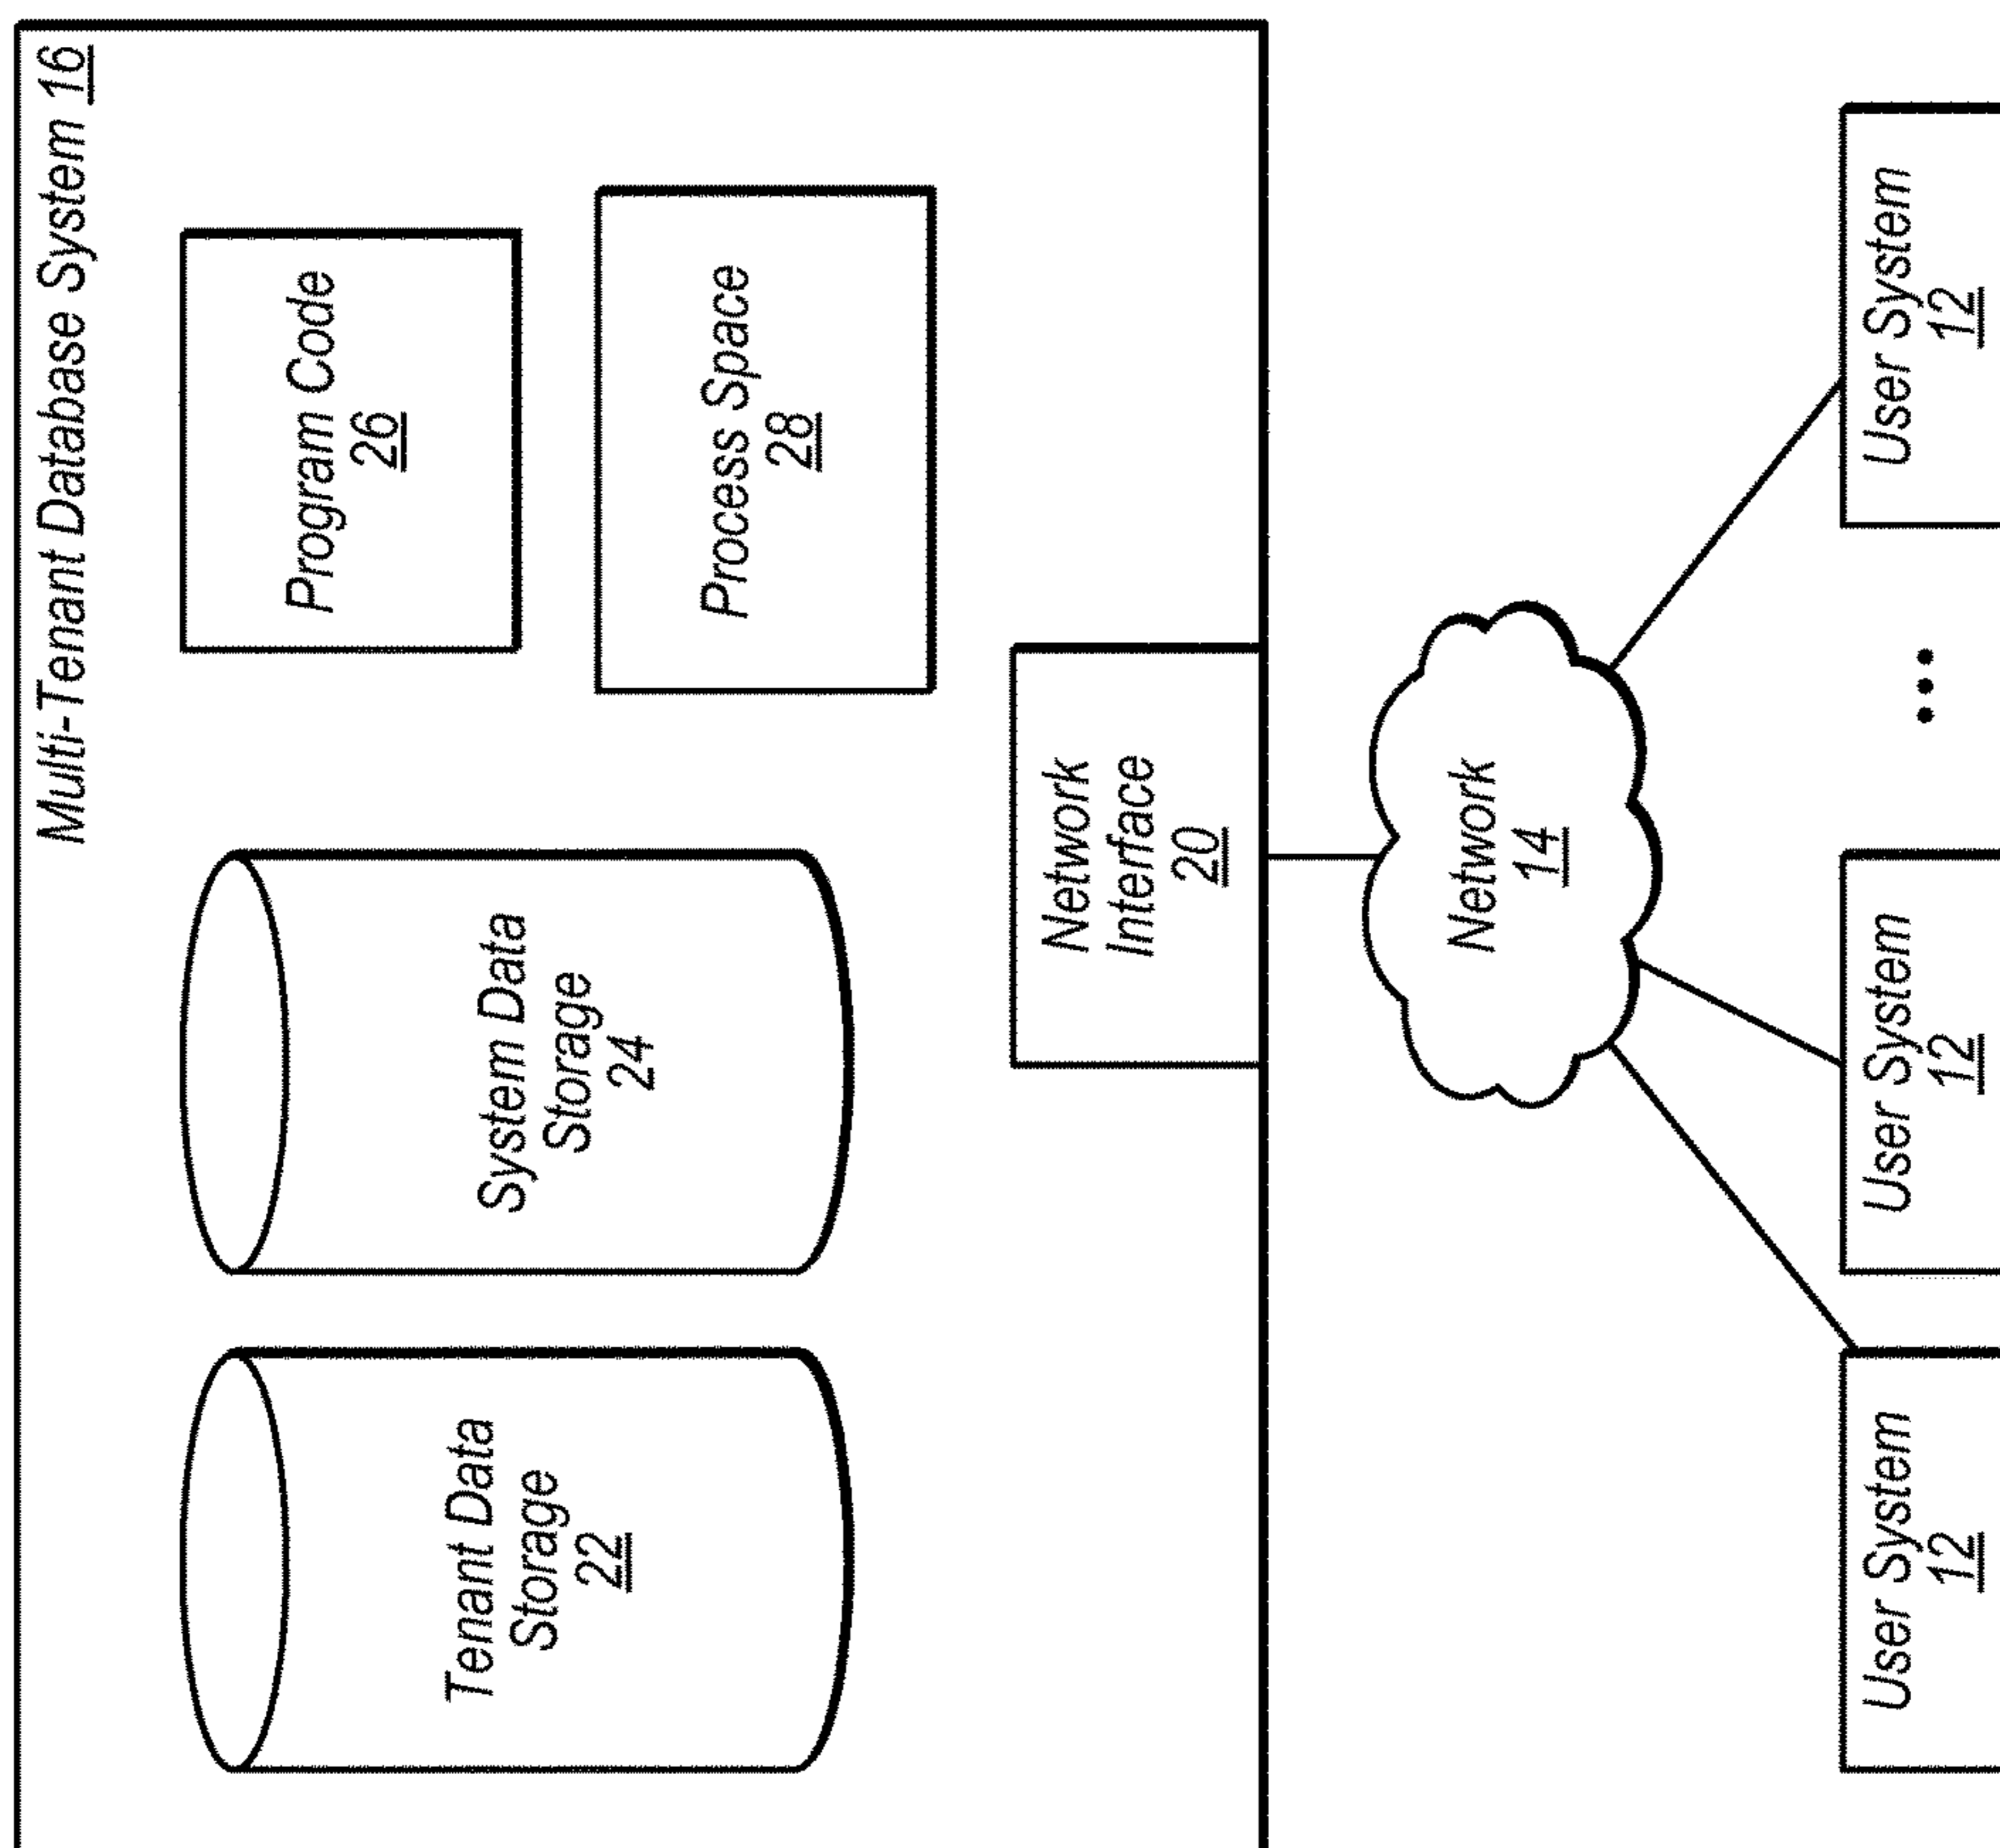 Multi-Tenant Database System 16
Tenant Data
Storage
22
System Data
Storage
24
Program Code
26
Process Space
28
Network
Interface
20
Network
14
User System
12
User System
12
•••
User System
12